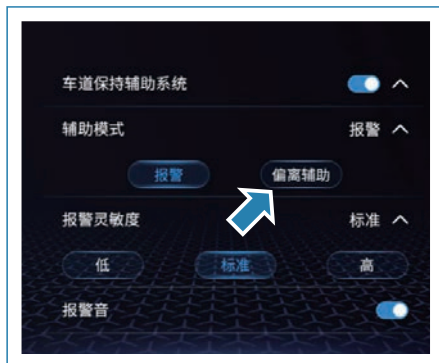 车道保持辅助系统
辅助模式 报警
报警 偏离辅助
报警灵敏度 标准
低 标准 高
报警音